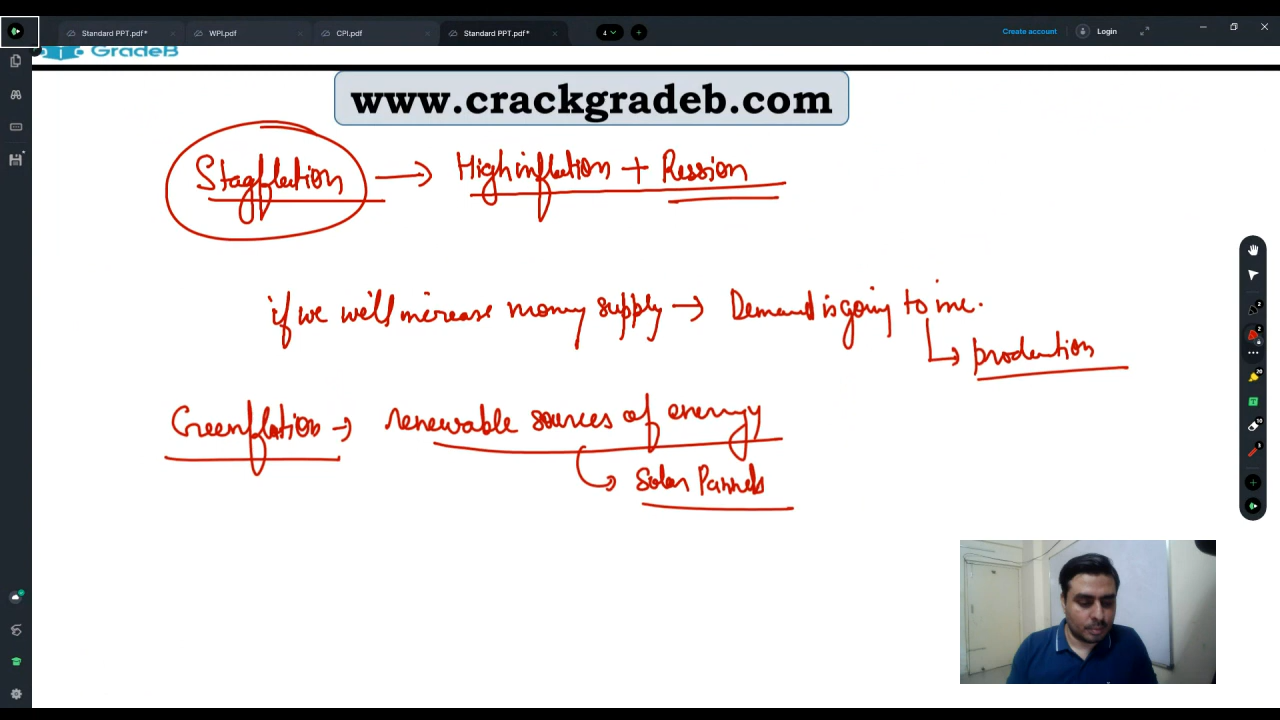 Standard PPT.pdf* WPI.pdf CPI.pdf Standard PPT.pdf* 4 Create account Login
GradeB
www.crackgradeb.com
Stagflation → High inflation + Ression
if we will increase money supply → Demand is going to inc.
↳ production
Greenflation → renewable sources of energy
↳ Solar Pannels